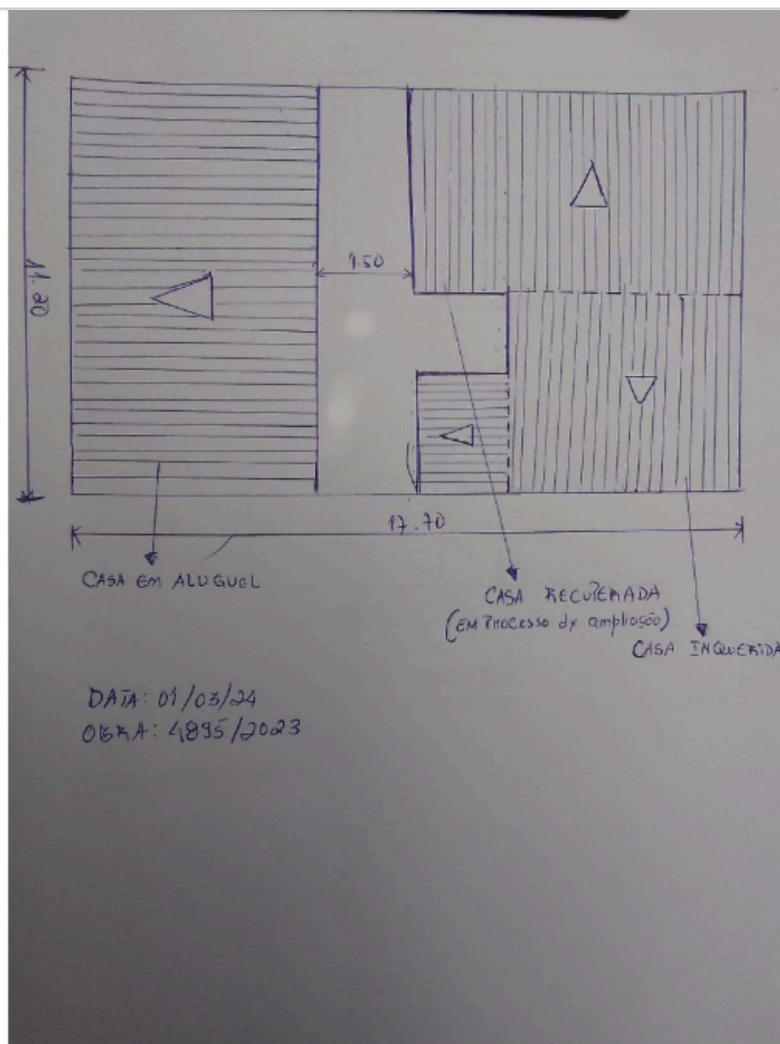 11.20
1.50
17.70
CASA EM ALUGUEL
CASA RECUPERADA
(EM PROCESSO de ampliação)
CASA INQUERIDA
DATA: 01/03/24
OBRA: 4895/2023